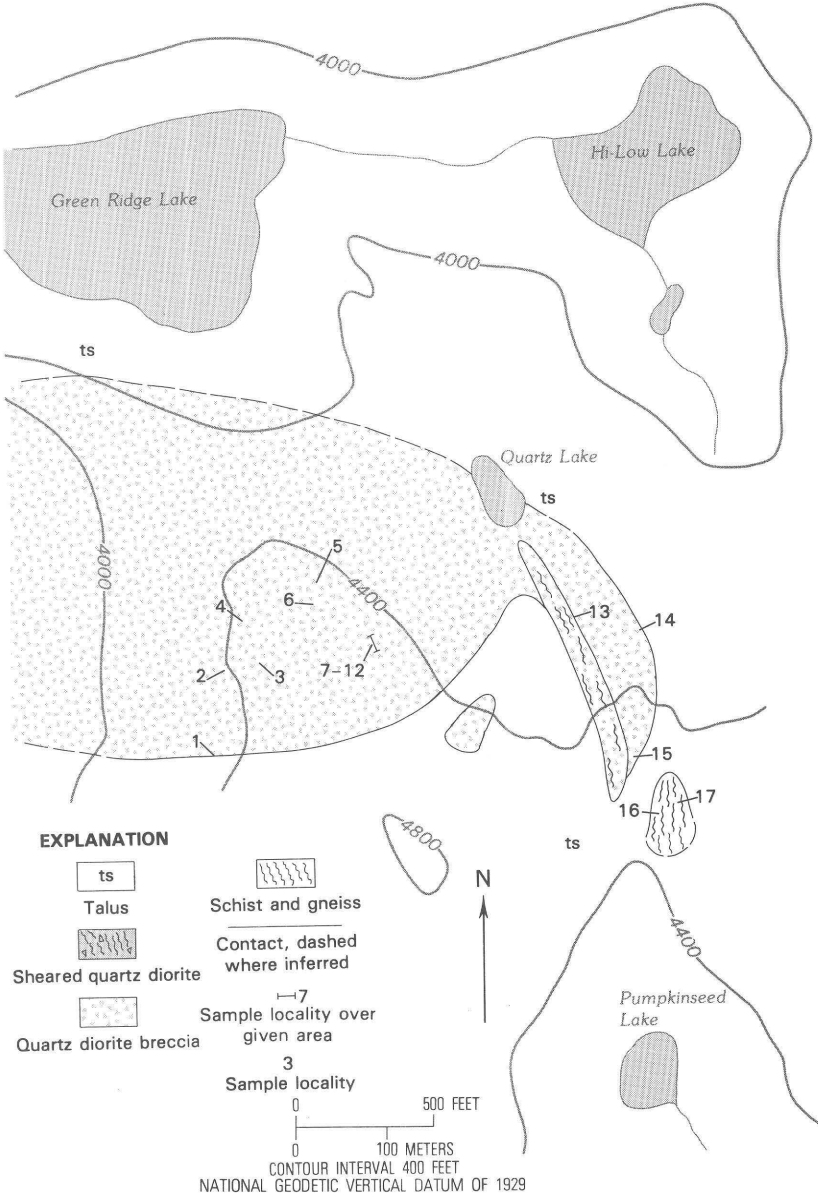 4000
Hi-Low Lake
Green Ridge Lake
4000
ts
Quartz Lake
ts
4000
5
4400
6
4
13
14
2
3
7–12
1
15
16
17
4800
ts
4400
Pumpkinseed
Lake
N
EXPLANATION
ts
Talus
Sheared quartz diorite
Quartz diorite breccia
Schist and gneiss
Contact, dashed
where inferred
7
Sample locality over
given area
3
Sample locality
0 500 FEET
0 100 METERS
CONTOUR INTERVAL 400 FEET
NATIONAL GEODETIC VERTICAL DATUM OF 1929